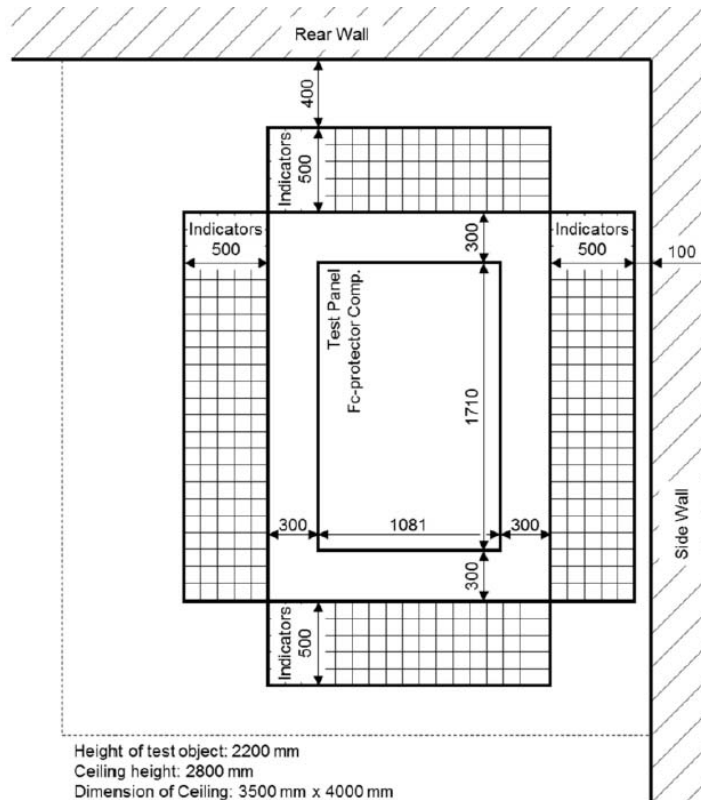 Rear Wall
400
Indicators
500
300
Indicators
500
Indicators
500
100
Test Panel
Fc-protector Comp.
1710
300
1081
300
300
Side Wall
Indicators
500
Height of test object: 2200 mm
Ceiling height: 2800 mm
Dimension of Ceiling: 3500 mm x 4000 mm